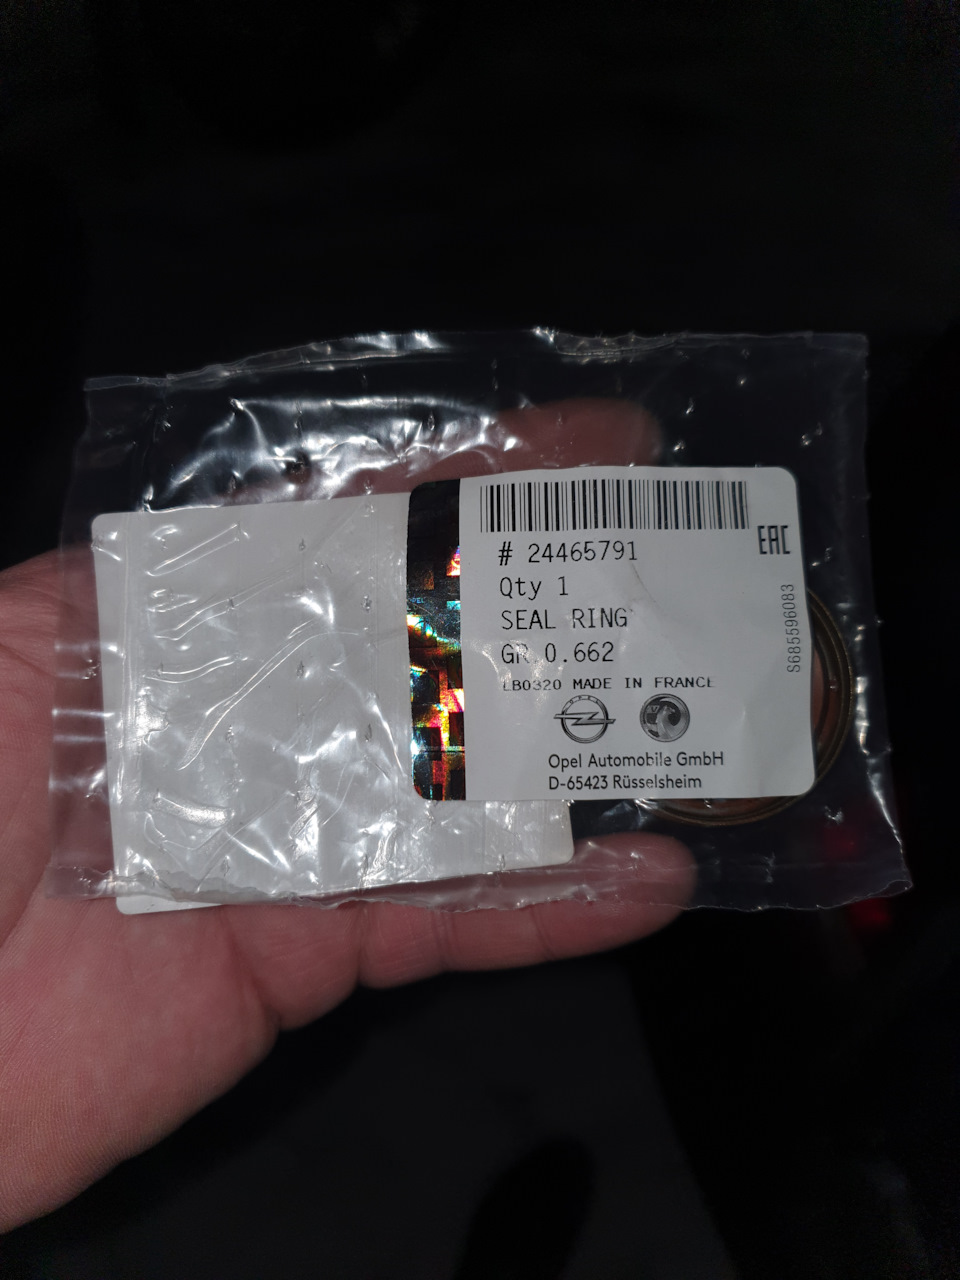 # 24465791
Qty 1
SEAL RING
GR 0.662
LB0320 MADE IN FRANCE
OPEL
Opel Automobile GmbH
D-65423 Rüsselsheim
EAC
S685596083